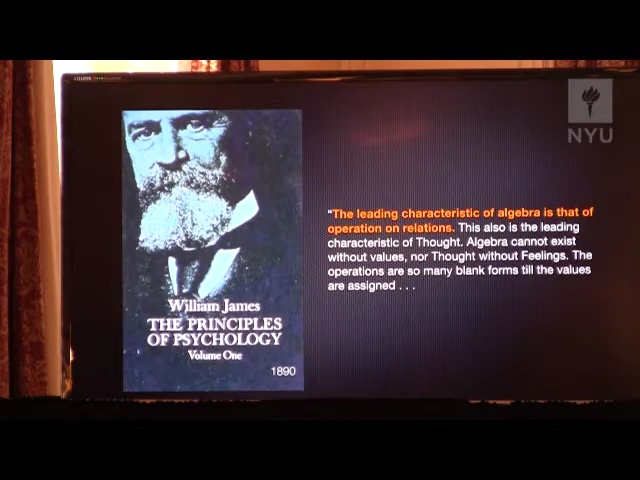 NYU
"The leading characteristic of algebra is that of
operation on relations. This also is the leading
characteristic of Thought. Algebra cannot exist
without values, nor Thought without Feelings. The
operations are so many blank forms till the values
are assigned . . .
William James
THE PRINCIPLES
OF PSYCHOLOGY
Volume One
1890